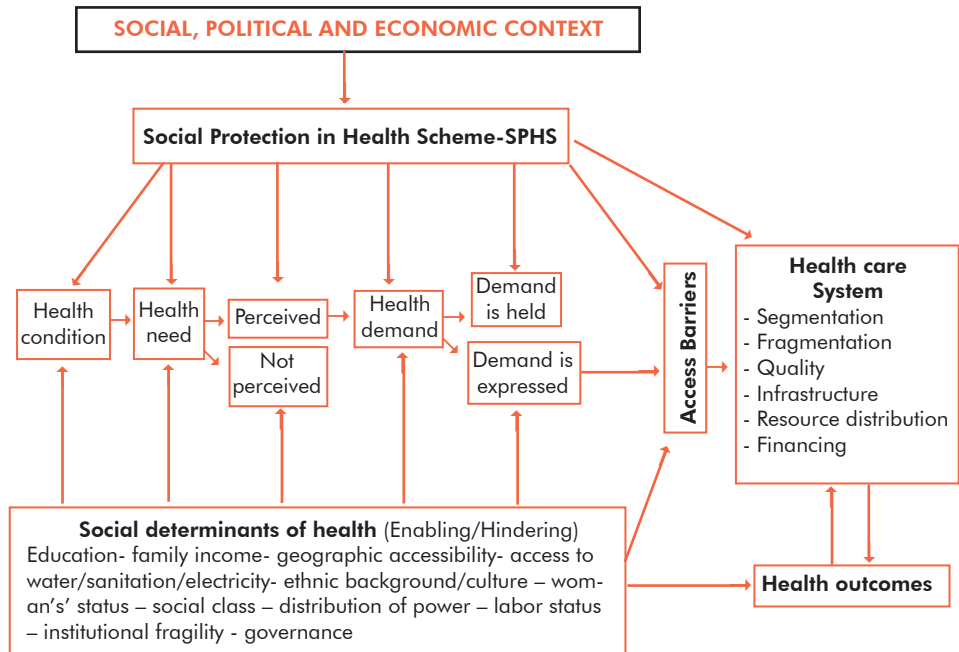 SOCIAL, POLITICAL AND ECONOMIC CONTEXT
Social Protection in Health Scheme-SPHS
Health
condition
Health
need
Perceived
Not
perceived
Health
demand
Demand
is held
Demand is
expressed
Access Barriers
Health care
System
- Segmentation
- Fragmentation
- Quality
- Infrastructure
- Resource distribution
- Financing
Social determinants of health (Enabling/Hindering)
Education- family income- geographic accessibility- access to
water/sanitation/electricity- ethnic background/culture – wom-
an's' status – social class – distribution of power – labor status
– institutional fragility - governance
Health outcomes